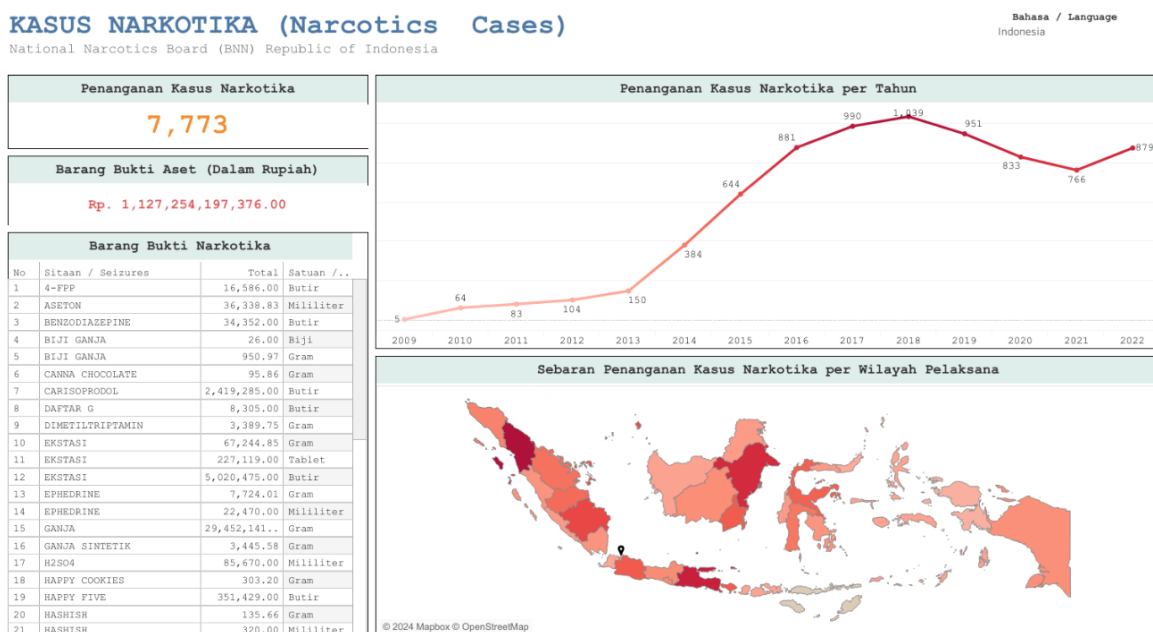 KASUS NARKOTIKA (Narcotics Cases)
National Narcotics Board (BNN) Republic of Indonesia
Bahasa / Language
Indonesia
Penanganan Kasus Narkotika
7,773
Barang Bukti Aset (Dalam Rupiah)
Rp. 1,127,254,197,376.00
Barang Bukti Narkotika
No Sitaan / Seizures Total Satuan /..
1 4-FPP 16,586.00 Butir
2 ASETON 36,338.83 Mililiter
3 BENZODIAZEPINE 34,352.00 Butir
4 BIJI GANJA 26.00 Biji
5 BIJI GANJA 950.97 Gram
6 CANNA CHOCOLATE 95.86 Gram
7 CARISOPRODOL 2,419,285.00 Butir
8 DAFTAR G 8,305.00 Butir
9 DIMETILTRIPTAMIN 3,389.75 Gram
10 EKSTASI 67,244.85 Gram
11 EKSTASI 227,119.00 Tablet
12 EKSTASI 5,020,475.00 Butir
13 EPHEDRINE 7,724.01 Gram
14 EPHEDRINE 22,470.00 Mililiter
15 GANJA 29,452,141.. Gram
16 GANJA SINTETIK 3,445.58 Gram
17 H2SO4 85,670.00 Mililiter
18 HAPPY COOKIES 303.20 Gram
19 HAPPY FIVE 351,429.00 Butir
20 HASHISH 135.66 Gram
21 HASHISH 320.00 Mililiter
Penanganan Kasus Narkotika per Tahun
5 64 83 104 150 384 644 881 990 1,039 951 833 766 879
2009 2010 2011 2012 2013 2014 2015 2016 2017 2018 2019 2020 2021 2022
Sebaran Penanganan Kasus Narkotika per Wilayah Pelaksana
© 2024 Mapbox © OpenStreetMap